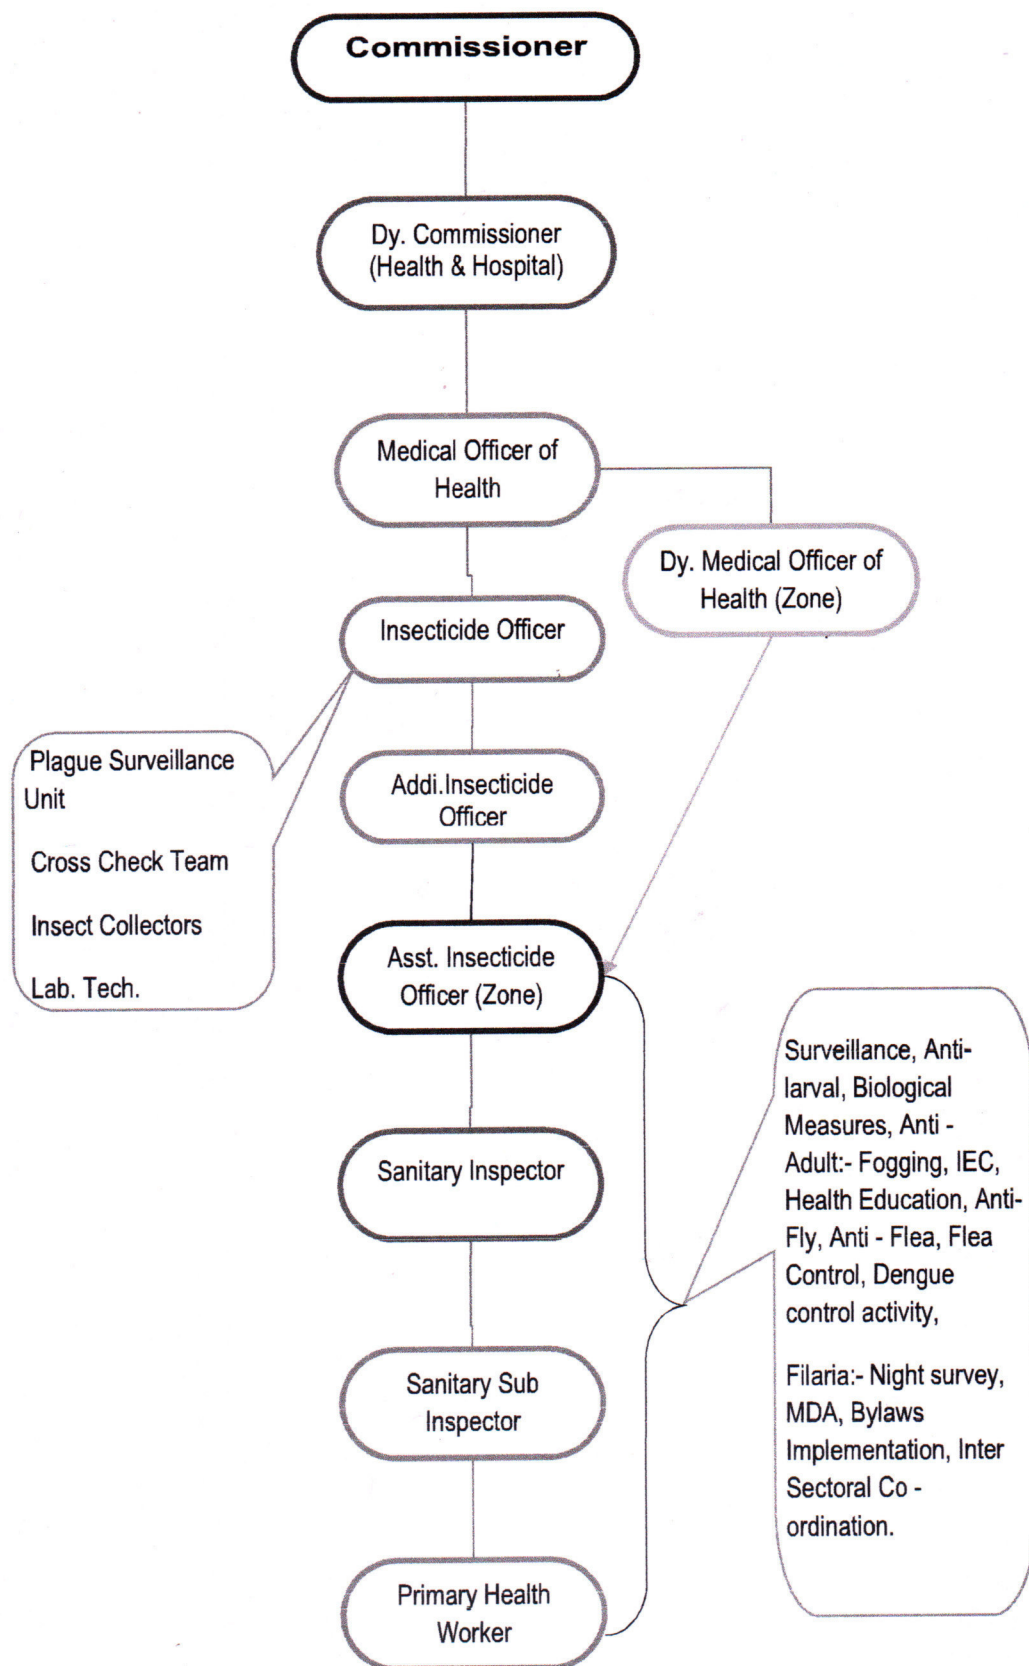 Commissioner
Dy. Commissioner
(Health & Hospital)
Medical Officer of
Health
Dy. Medical Officer of
Health (Zone)
Insecticide Officer
Plague Surveillance
Unit
Cross Check Team
Insect Collectors
Lab. Tech.
Addi.Insecticide
Officer
Asst. Insecticide
Officer (Zone)
Surveillance, Anti-
larval, Biological
Measures, Anti -
Adult:- Fogging, IEC,
Health Education, Anti-
Fly, Anti - Flea, Flea
Control, Dengue
control activity,
Filaria:- Night survey,
MDA, Bylaws
Implementation, Inter
Sectoral Co -
ordination.
Sanitary Inspector
Sanitary Sub
Inspector
Primary Health
Worker